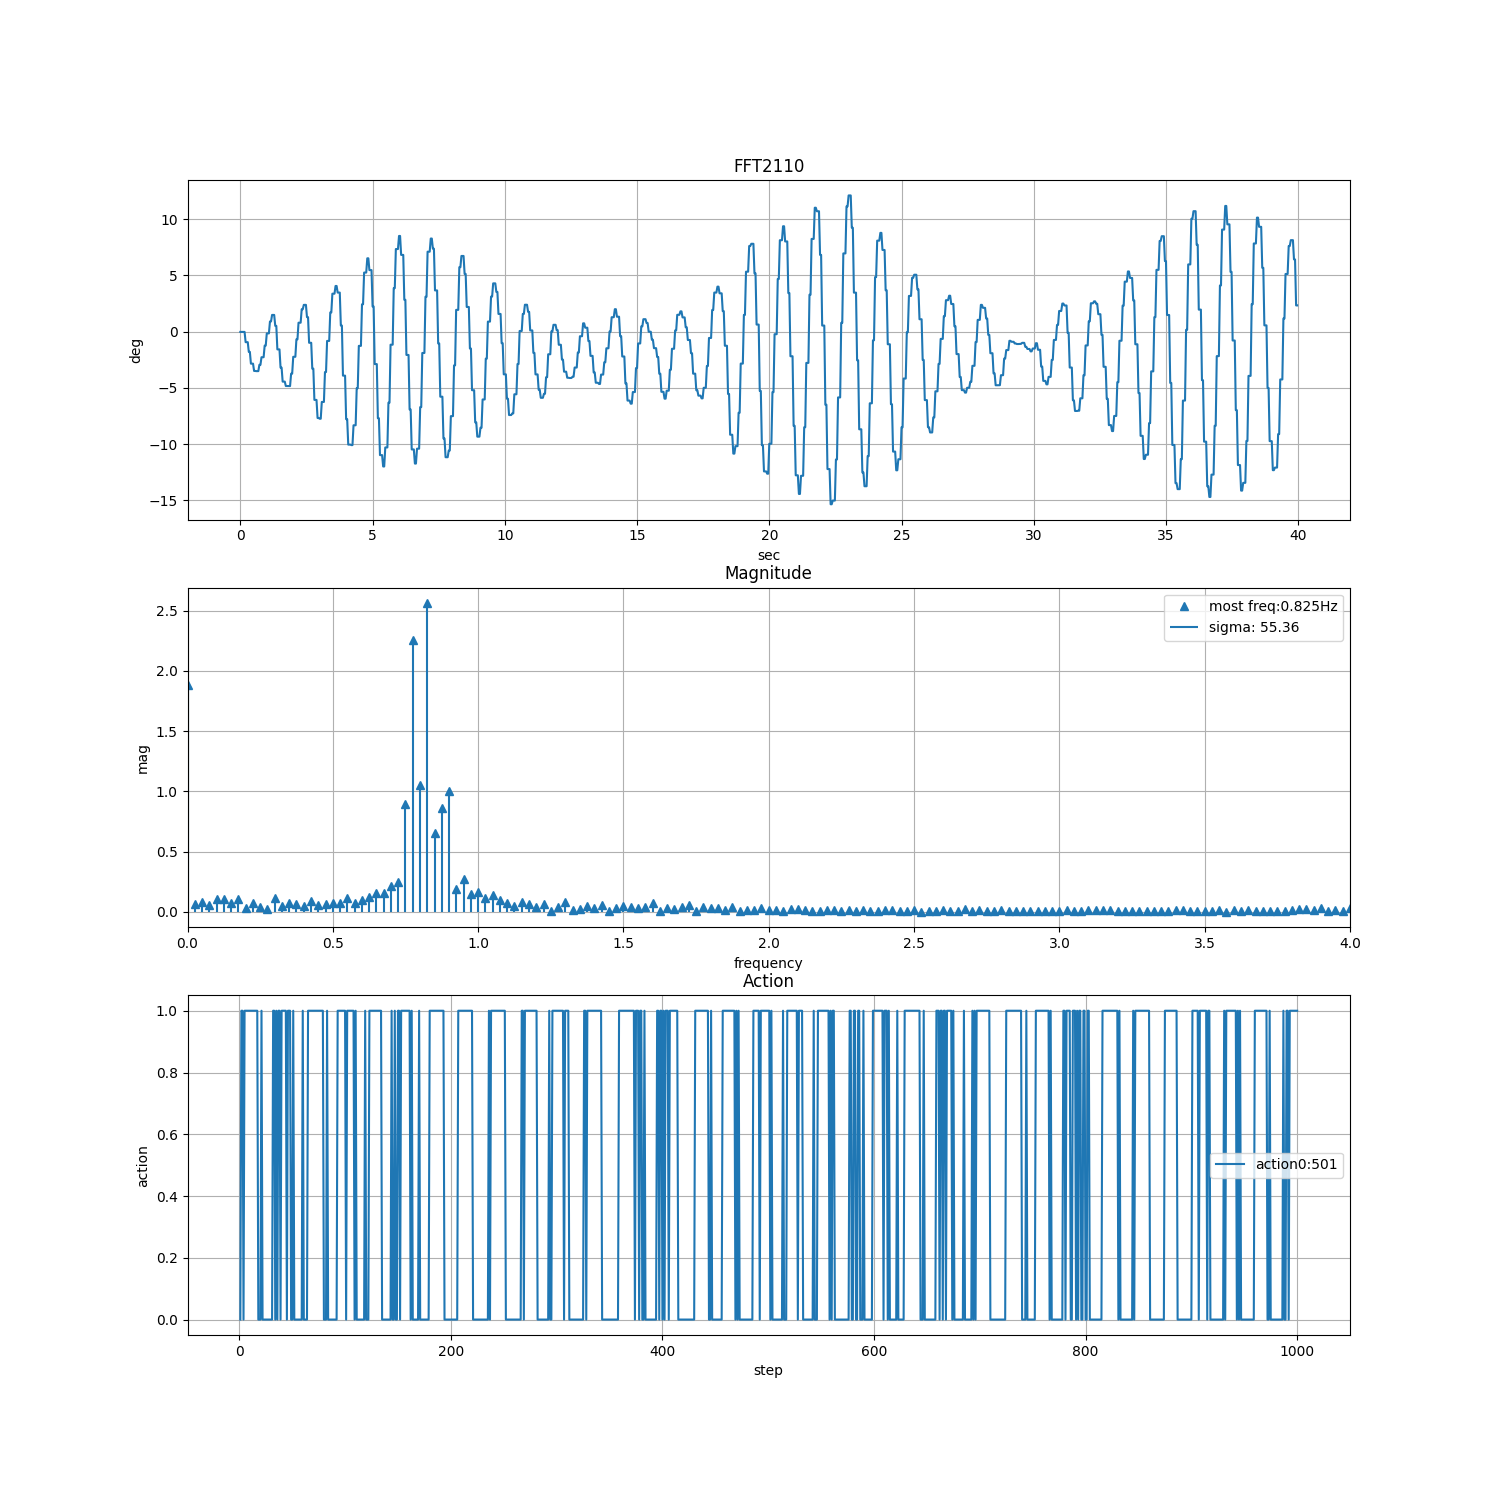 FFT2110
10
5
0
−5
−10
−15
deg
0 5 10 15 20 25 30 35 40
sec
Magnitude
most freq:0.825Hz
sigma: 55.36
2.5
2.0
1.5
1.0
0.5
0.0
mag
0.0 0.5 1.0 1.5 2.0 2.5 3.0 3.5 4.0
frequency
Action
1.0
0.8
0.6
0.4
0.2
0.0
action
action0:501
0 200 400 600 800 1000
step